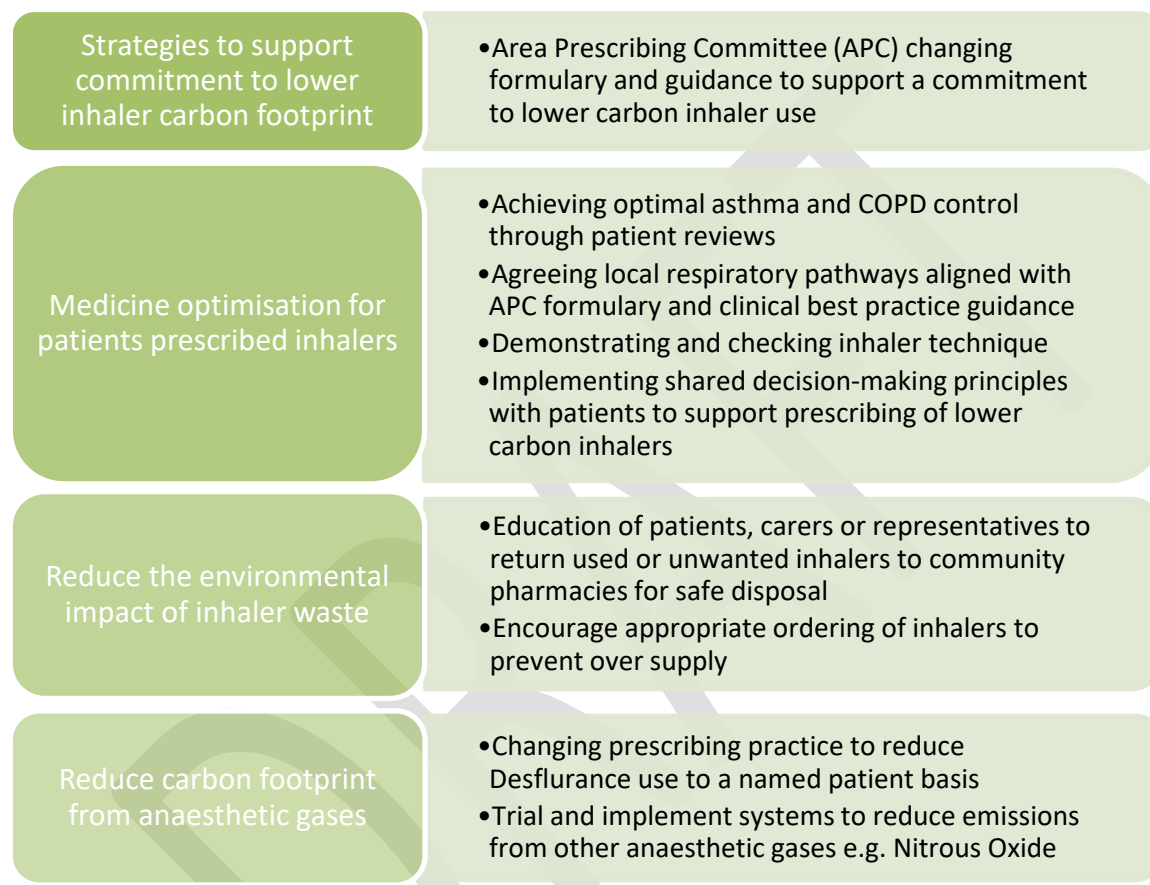 Strategies to support
commitment to lower
inhaler carbon footprint
•Area Prescribing Committee (APC) changing
formulary and guidance to support a commitment
to lower carbon inhaler use
Medicine optimisation for
patients prescribed inhalers
•Achieving optimal asthma and COPD control
through patient reviews
•Agreeing local respiratory pathways aligned with
APC formulary and clinical best practice guidance
•Demonstrating and checking inhaler technique
•Implementing shared decision-making principles
with patients to support prescribing of lower
carbon inhalers
Reduce the environmental
impact of inhaler waste
•Education of patients, carers or representatives to
return used or unwanted inhalers to community
pharmacies for safe disposal
•Encourage appropriate ordering of inhalers to
prevent over supply
Reduce carbon footprint
from anaesthetic gases
•Changing prescribing practice to reduce
Desflurance use to a named patient basis
•Trial and implement systems to reduce emissions
from other anaesthetic gases e.g. Nitrous Oxide
DRAFT